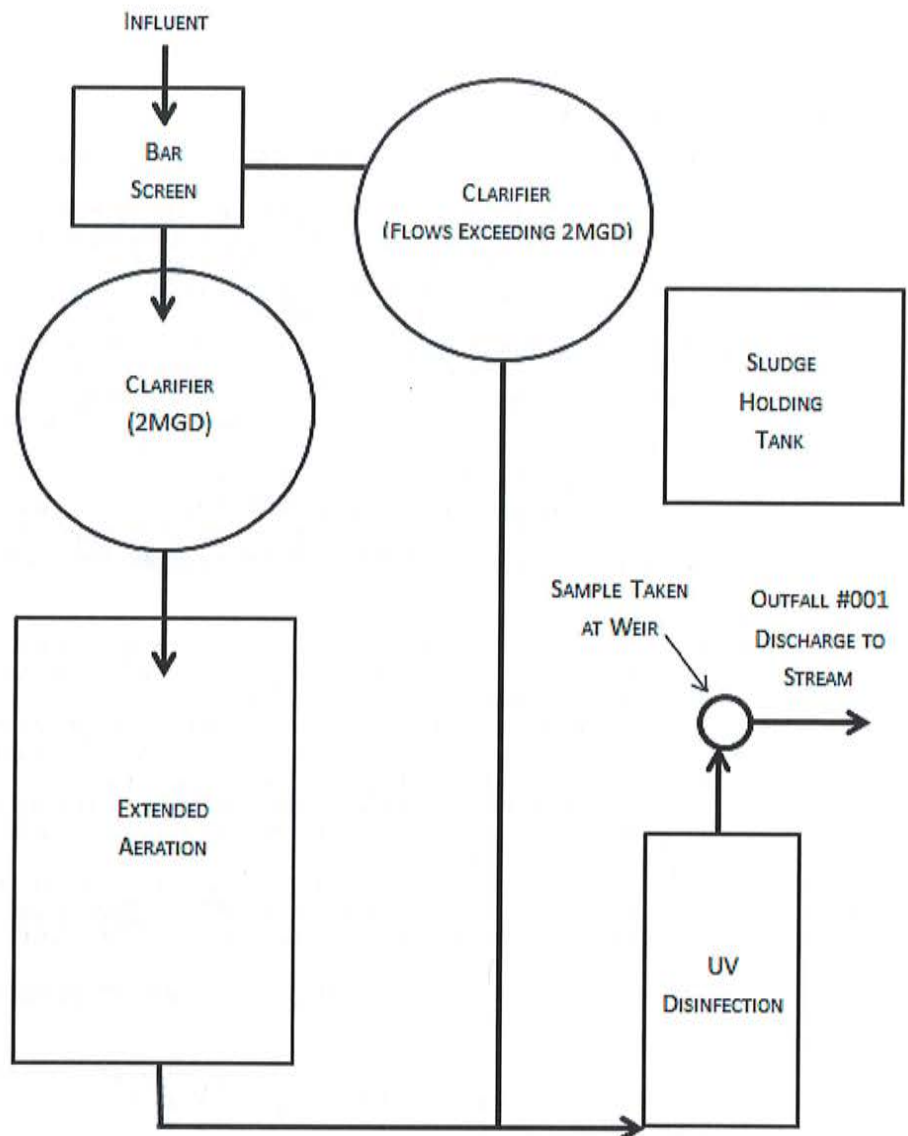 INFLUENT
BAR
SCREEN
CLARIFIER
(FLOWS EXCEEDING 2MGD)
CLARIFIER
(2MGD)
SLUDGE
HOLDING
TANK
SAMPLE TAKEN
AT WEIR
OUTFALL #001
DISCHARGE TO
STREAM
EXTENDED
AERATION
UV
DISINFECTION